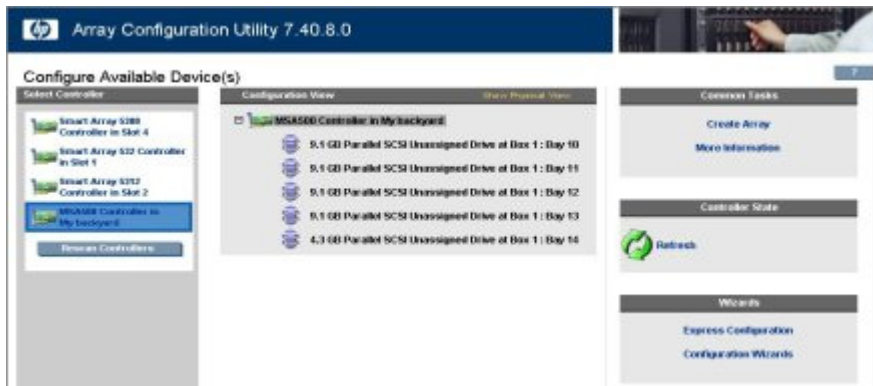 hp Array Configuration Utility 7.40.8.0
Configure Available Device(s)
?
Select Controller
Smart Array 5300
Controller in Slot 4
Smart Array 532 Controller
in Slot 1
Smart Array 5312
Controller in Slot 2
MSA500 Controller in
My backyard
Rescan Controllers
Configuration View Show Physical View
MSA500 Controller in My backyard
9.1 GB Parallel SCSI Unassigned Drive at Box 1 : Bay 10
9.1 GB Parallel SCSI Unassigned Drive at Box 1 : Bay 11
9.1 GB Parallel SCSI Unassigned Drive at Box 1 : Bay 12
9.1 GB Parallel SCSI Unassigned Drive at Box 1 : Bay 13
4.3 GB Parallel SCSI Unassigned Drive at Box 1 : Bay 14
Common Tasks
Create Array
More Information
Controller State
Refresh
Wizards
Express Configuration
Configuration Wizards